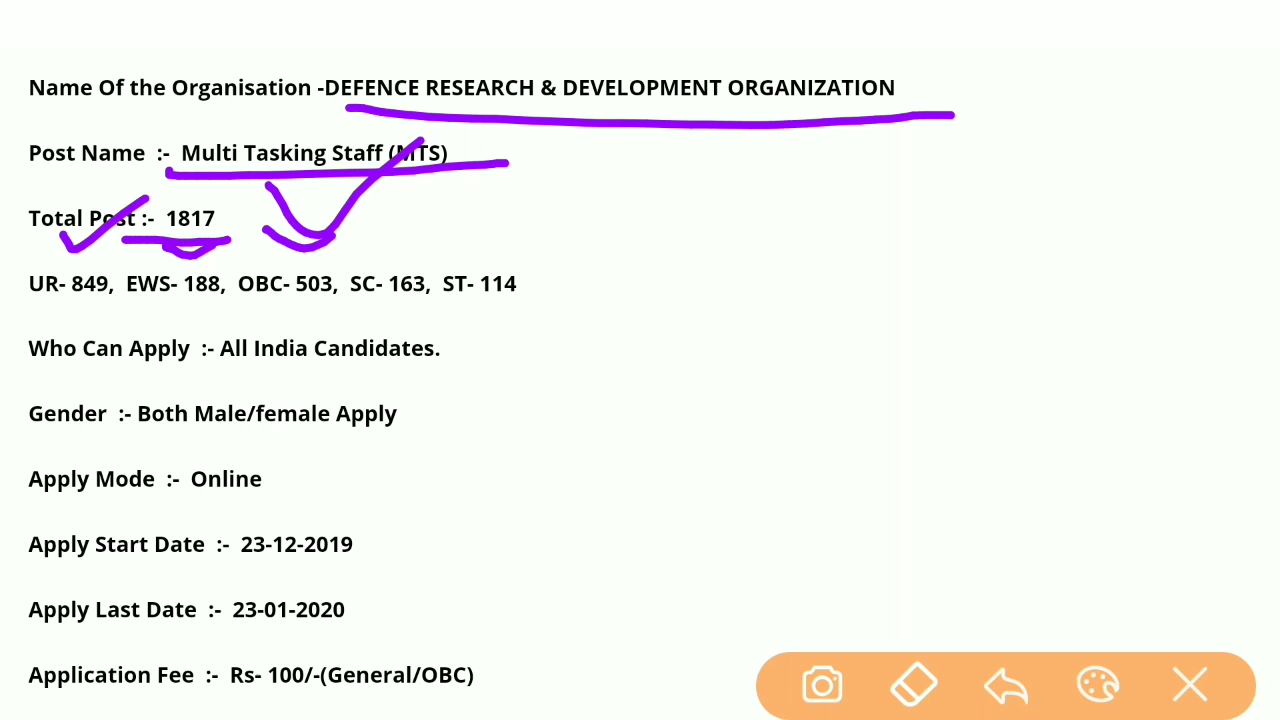 Name Of the Organisation -DEFENCE RESEARCH & DEVELOPMENT ORGANIZATION
Post Name :- Multi Tasking Staff (MTS)
Total Post :- 1817
UR- 849, EWS- 188, OBC- 503, SC- 163, ST- 114
Who Can Apply :- All India Candidates.
Gender :- Both Male/female Apply
Apply Mode :- Online
Apply Start Date :- 23-12-2019
Apply Last Date :- 23-01-2020
Application Fee :- Rs- 100/-(General/OBC)